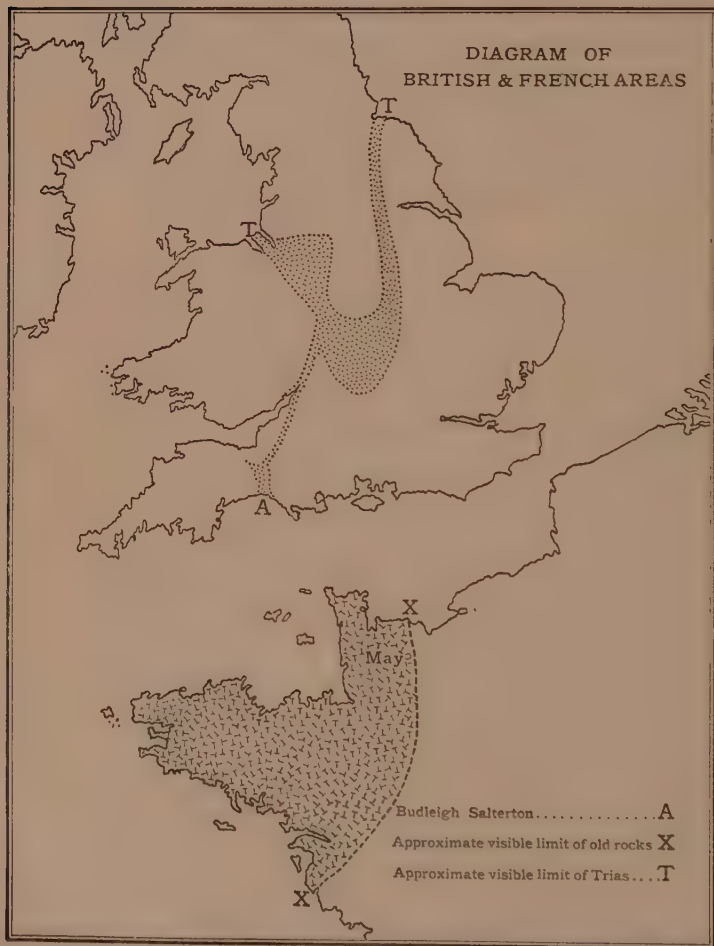 DIAGRAM OF
BRITISH & FRENCH AREAS
T
T
A
X
May
Budleigh Salterton.............A
Approximate visible limit of old rocks X
Approximate visible limit of Trias....T
X